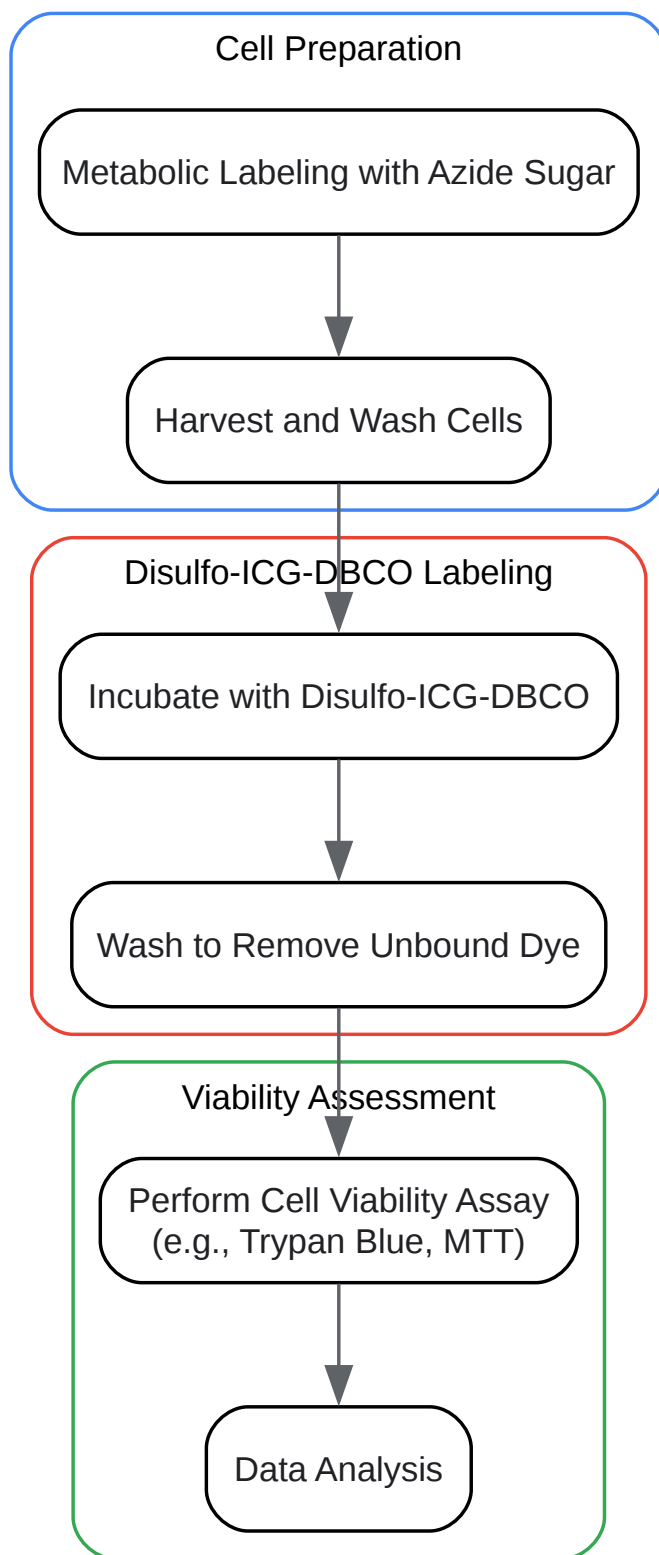 Cell Preparation
Metabolic Labeling with Azide Sugar
Harvest and Wash Cells
Disulfo-ICG-DBCO Labeling
Incubate with Disulfo-ICG-DBCO
Wash to Remove Unbound Dye
Viability Assessment
Perform Cell Viability Assay
(e.g., Trypan Blue, MTT)
Data Analysis